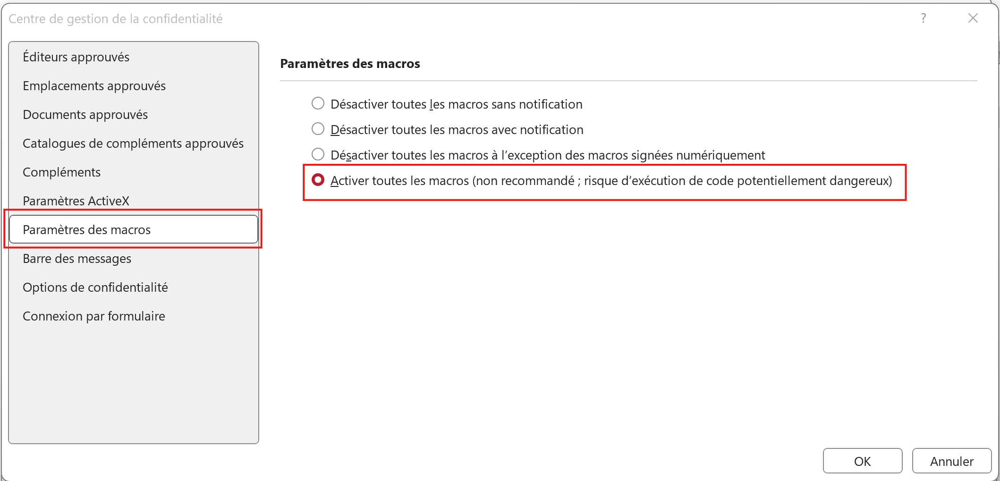 Centre de gestion de la confidentialité
?
Éditeurs approuvés
Emplacements approuvés
Documents approuvés
Catalogues de compléments approuvés
Compléments
Paramètres ActiveX
Paramètres des macros
Barre des messages
Options de confidentialité
Connexion par formulaire
Paramètres des macros
Désactiver toutes les macros sans notification
Désactiver toutes les macros avec notification
Désactiver toutes les macros à l’exception des macros signées numériquement
Activer toutes les macros (non recommandé ; risque d’exécution de code potentiellement dangereux)
OK
Annuler